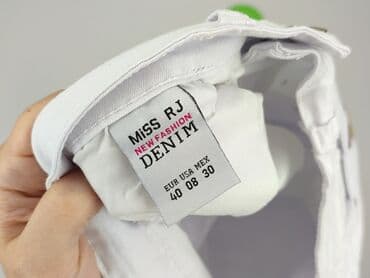 MiSS RJ
NEW FASHION
DENIM
EUR USA MEX
40 08 30